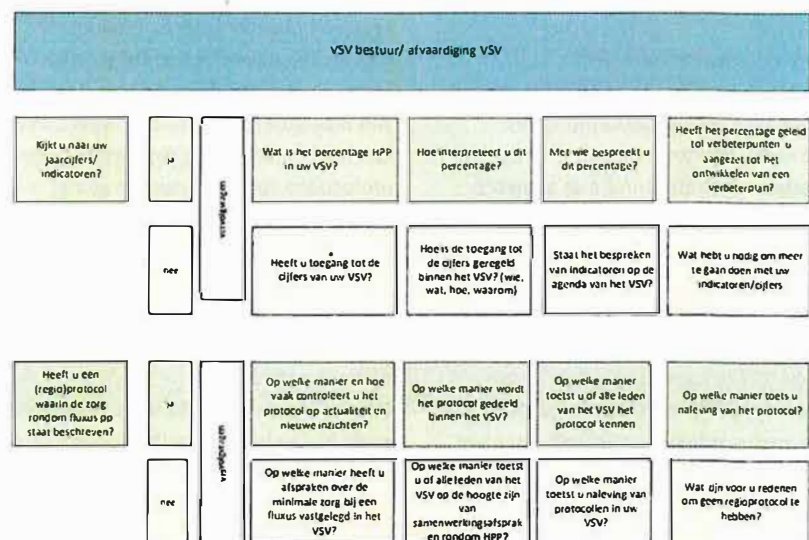 VSV bestuur/ afvaardiging VSV
Kijkt u naar uw
jaarcijfers/
indicatoren?
ja
vervolgvragen
Wat is het percentage HPP
in uw VSV?
Hoe interpreteert u dit
percentage?
Met wie bespreekt u
dit percentage?
Heeft het percentage geleid
tot verbeterpunten u
aangezet tot het
ontwikkelen van een
verbeterplan?
nee
Heeft u toegang tot de
cijfers van uw VSV?
Hoe is de toegang tot
de cijfers geregeld
binnen het VSV? (wie,
wat, hoe, waarom)
Staat het bespreken
van indicatoren op de
agenda van het VSV?
Wat hebt u nodig om meer
te gaan doen met uw
indicatoren/cijfers
Heeft u een
(regio)protocol
waarin de zorg
rondom fluxus pp
staat beschreven?
ja
vervolgvragen
Op welke manier en hoe
vaak controleert u het
protocol op actualiteit en
nieuwe inzichten?
Op welke manier wordt
het protocol gedeeld
binnen het VSV?
Op welke manier
toetst u of alle leden
van het VSV het
protocol kennen
Op welke manier toets u
naleving van het protocol?
nee
Op welke manier heeft u
afspraken over de
minimale zorg bij een
fluxus vastgelegd in het
VSV?
Op welke manier toetst
u of alle leden van het
VSV op de hoogte zijn
van
samenwerkingsafsprak
en rondom HPP?
Op welke manier
toetst u naleving van
protocollen in uw
VSV?
Wat zijn voor u redenen
om geen regioprotocol te
hebben?